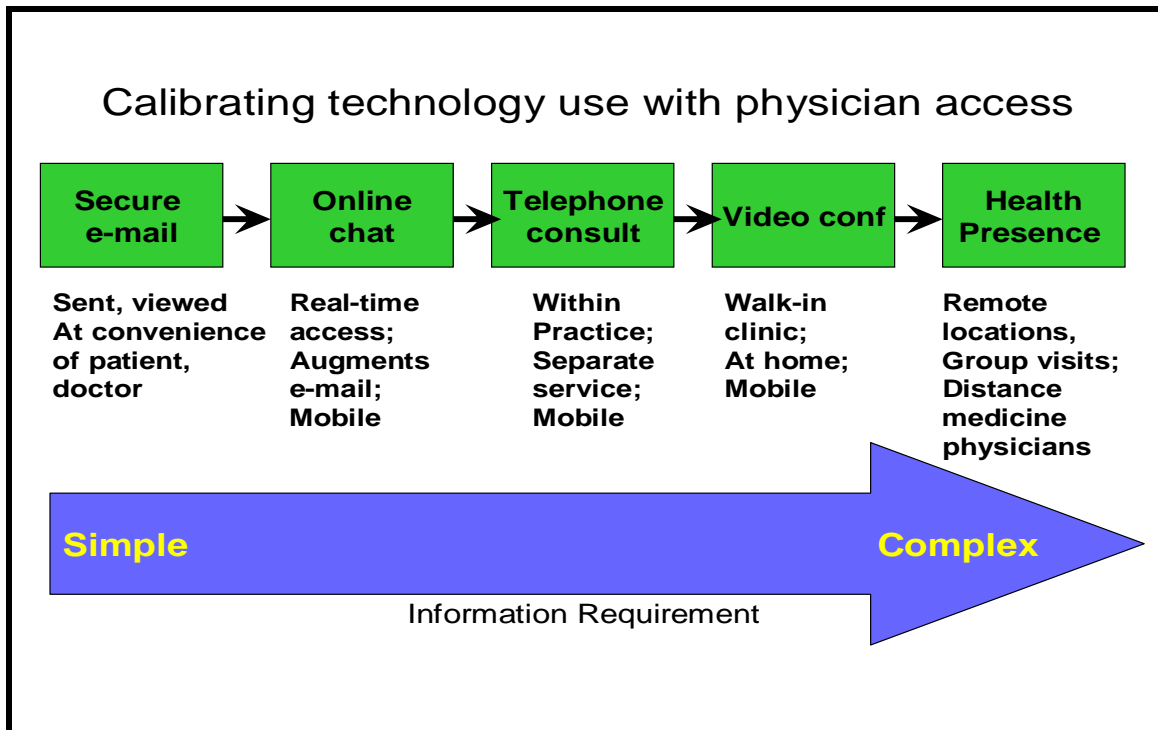 Calibrating technology use with physician access
Secure
e-mail
Online
chat
Telephone
consult
Video conf
Health
Presence
Sent, viewed
At convenience
of patient,
doctor
Real-time
access;
Augments
e-mail;
Mobile
Within
Practice;
Separate
service;
Mobile
Walk-in
clinic;
At home;
Mobile
Remote
locations,
Group visits;
Distance
medicine
physicians
Simple
Complex
Information Requirement